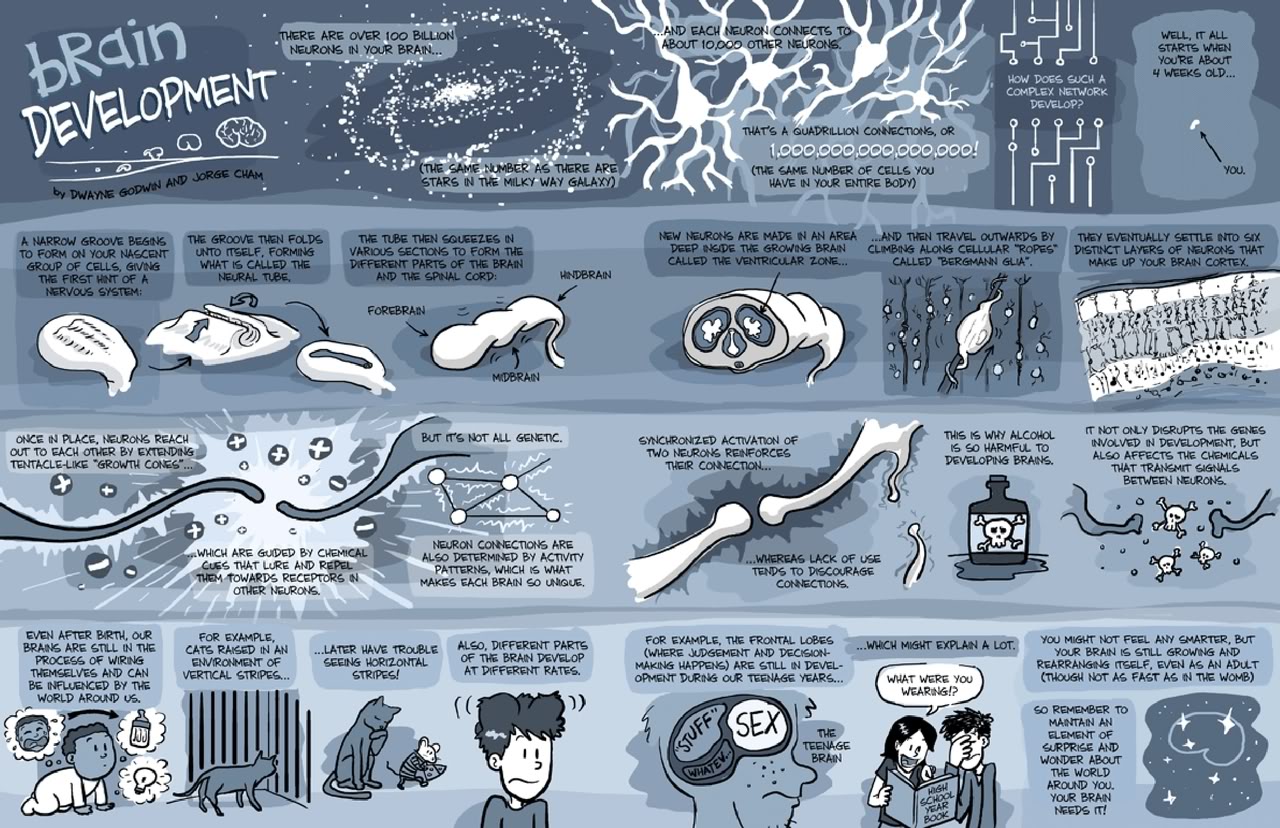 bRain
DEVELOPMENT
by DWAYNE GODWIN AND JORGE CHAM
THERE ARE OVER 100 BILLION
NEURONS IN YOUR BRAIN...
(THE SAME NUMBER AS THERE ARE
STARS IN THE MILKY WAY GALAXY)
...AND EACH NEURON CONNECTS TO
ABOUT 10,000 OTHER NEURONS.
THAT'S A QUADRILLION CONNECTIONS, OR
1,000,000,000,000,000!
(THE SAME NUMBER OF CELLS YOU
HAVE IN YOUR ENTIRE BODY)
HOW DOES SUCH A
COMPLEX NETWORK
DEVELOP?
WELL, IT ALL
STARTS WHEN
YOU'RE ABOUT
4 WEEKS OLD...
YOU.
A NARROW GROOVE BEGINS
TO FORM ON YOUR NASCENT
GROUP OF CELLS, GIVING
THE FIRST HINT OF A
NERVOUS SYSTEM:
THE GROOVE THEN FOLDS
UNTO ITSELF, FORMING
WHAT IS CALLED THE
NEURAL TUBE.
THE TUBE THEN SQUEEZES IN
VARIOUS SECTIONS TO FORM THE
DIFFERENT PARTS OF THE BRAIN
AND THE SPINAL CORD:
FOREBRAIN
HINDBRAIN
MIDBRAIN
NEW NEURONS ARE MADE IN AN AREA
DEEP INSIDE THE GROWING BRAIN
CALLED THE VENTRICULAR ZONE...
...AND THEN TRAVEL OUTWARDS BY
CLIMBING ALONG CELLULAR "ROPES"
CALLED "BERGMANN GLIA".
THEY EVENTUALLY SETTLE INTO SIX
DISTINCT LAYERS OF NEURONS THAT
MAKE UP YOUR BRAIN CORTEX.
ONCE IN PLACE, NEURONS REACH
OUT TO EACH OTHER BY EXTENDING
TENTACLE-LIKE "GROWTH CONES"...
...WHICH ARE GUIDED BY CHEMICAL
CUES THAT LURE AND REPEL
THEM TOWARDS RECEPTORS IN
OTHER NEURONS.
BUT IT'S NOT ALL GENETIC.
NEURON CONNECTIONS ARE
ALSO DETERMINED BY ACTIVITY
PATTERNS, WHICH IS WHAT
MAKES EACH BRAIN SO UNIQUE.
SYNCHRONIZED ACTIVATION OF
TWO NEURONS REINFORCES
THEIR CONNECTION...
...WHEREAS LACK OF USE
TENDS TO DISCOURAGE
CONNECTIONS.
THIS IS WHY ALCOHOL
IS SO HARMFUL TO
DEVELOPING BRAINS.
IT NOT ONLY DISRUPTS THE GENES
INVOLVED IN DEVELOPMENT, BUT
ALSO AFFECTS THE CHEMICALS
THAT TRANSMIT SIGNALS
BETWEEN NEURONS.
EVEN AFTER BIRTH, OUR
BRAINS ARE STILL IN THE
PROCESS OF WIRING
THEMSELVES AND CAN
BE INFLUENCED BY THE
WORLD AROUND US.
FOR EXAMPLE,
CATS RAISED IN AN
ENVIRONMENT OF
VERTICAL STRIPES...
...LATER HAVE TROUBLE
SEEING HORIZONTAL
STRIPES!
ALSO, DIFFERENT PARTS
OF THE BRAIN DEVELOP
AT DIFFERENT RATES.
FOR EXAMPLE, THE FRONTAL LOBES
(WHERE JUDGEMENT AND DECISION-
MAKING HAPPENS) ARE STILL IN DEVEL-
OPMENT DURING OUR TEENAGE YEARS...
"STUFF"
SEX
WHATEV.
THE
TEENAGE
BRAIN
...WHICH MIGHT EXPLAIN A LOT.
WHAT WERE YOU
WEARING!?
HIGH
SCHOOL
YEAR
BOOK
YOU MIGHT NOT FEEL ANY SMARTER, BUT
YOUR BRAIN IS STILL GROWING AND
REARRANGING ITSELF, EVEN AS AN ADULT
(THOUGH NOT AS FAST AS IN THE WOMB)
SO REMEMBER TO
MAINTAIN AN
ELEMENT OF
SURPRISE AND
WONDER ABOUT
THE WORLD
AROUND YOU.
YOUR BRAIN
NEEDS IT!